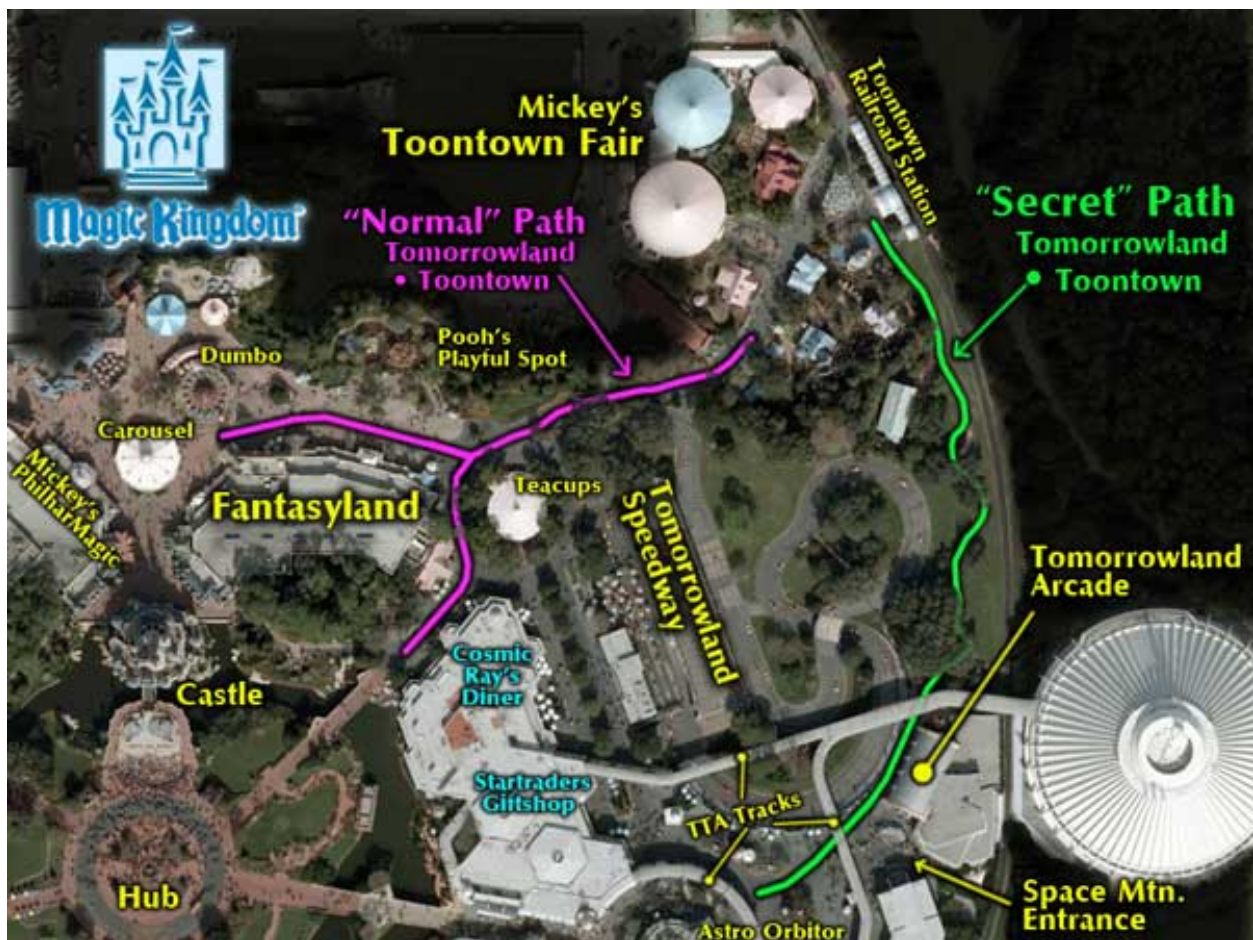 Magic Kingdom
Mickey's
Toontown Fair
Toontown
Railroad Station
"Normal" Path
Tomorrowland
• Toontown
"Secret" Path
Tomorrowland
• Toontown
Dumbo
Pooh's
Playful Spot
Carousel
Mickey's
PhilharMagic
Fantasyland
Teacups
Tomorrowland
Speedway
Tomorrowland
Arcade
Castle
Cosmic
Ray's
Diner
Startraders
Giftshop
TTA Tracks
Hub
Astro Orbitor
Space Mtn.
Entrance